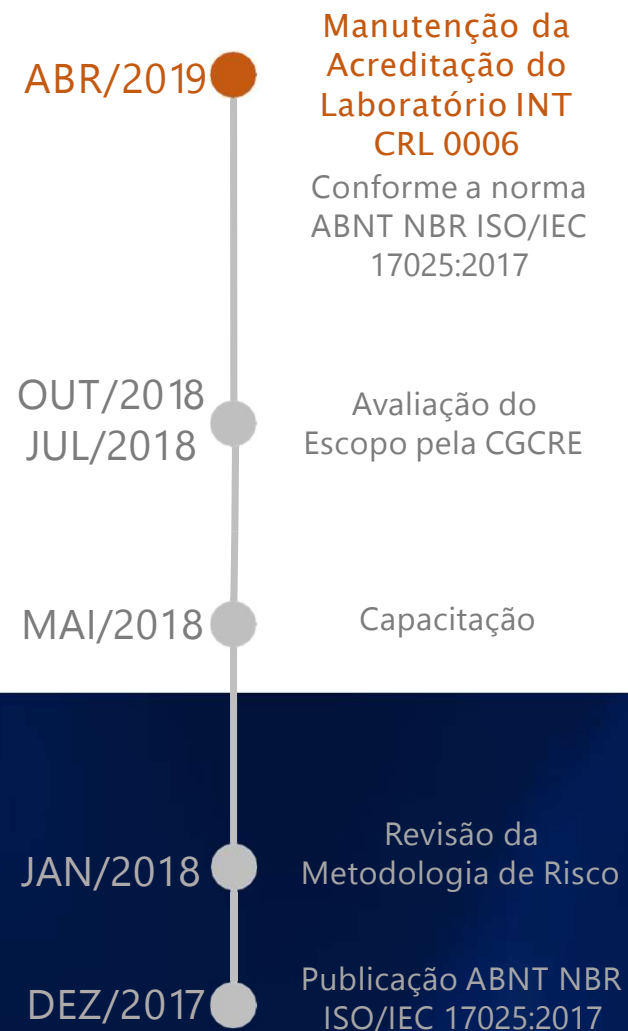 ABR/2019
Manutenção da
Acreditação do
Laboratório INT
CRL 0006
Conforme a norma
ABNT NBR ISO/IEC
17025:2017
OUT/2018
JUL/2018
Avaliação do
Escopo pela CGCRE
MAI/2018
Capacitação
JAN/2018
Revisão da
Metodologia de Risco
DEZ/2017
Publicação ABNT NBR
ISO/IEC 17025:2017